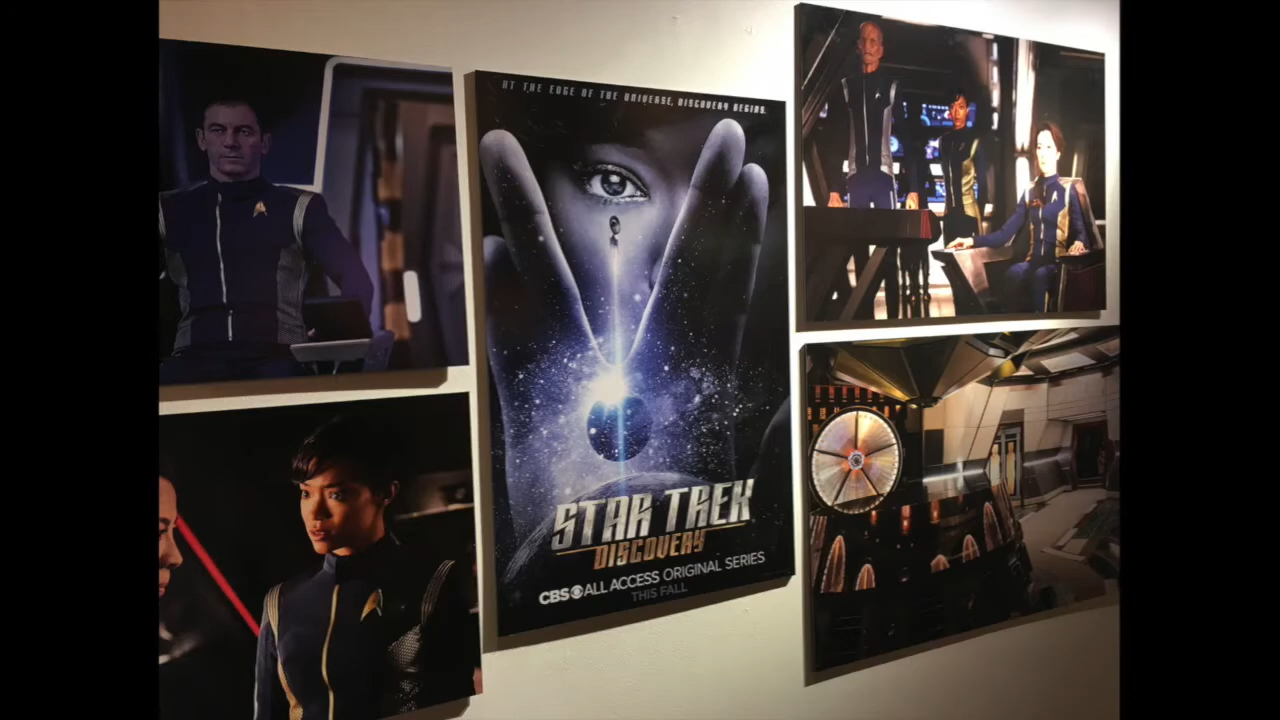 AT THE EDGE OF THE UNIVERSE, DISCOVERY BEGINS.
STAR TREK
DISCOVERY
CBS ALL ACCESS ORIGINAL SERIES
THIS FALL